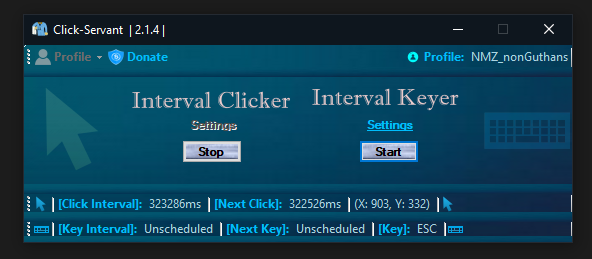 Click-Servant | 2.1.4 |
Profile Donate Profile: NMZ_nonGuthans
Interval Clicker Interval Keyer
Settings Settings
Stop Start
[Click Interval]: 323286ms [Next Click]: 322526ms (X: 903, Y: 332)
[Key Interval]: Unscheduled [Next Key]: Unscheduled [Key]: ESC